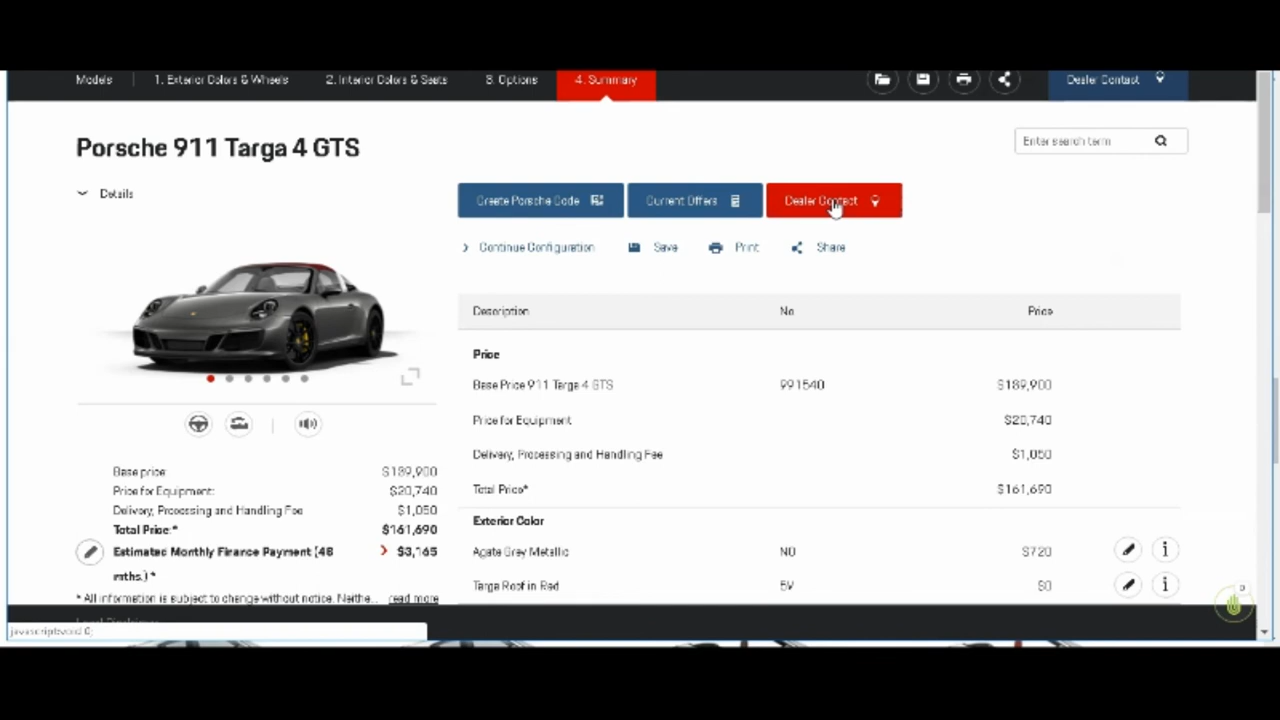 Models 1. Exterior Colors & Wheels 2. Interior Colors & Seats 3. Options 4. Summary Dealer Contact
Porsche 911 Targa 4 GTS
Enter search term
Details
Create Porsche Code Current Offers Dealer Contact
Continue Configuration Save Print Share
Description No Price
Price
Base Price 911 Targa 4 GTS 991540 $139,900
Price for Equipment $20,740
Delivery, Processing and Handling Fee $1,050
Total Price* $161,690
Exterior Color
Agate Grey Metallic N0 $720
Targa Roof in Red 5V $0
Base price: $139,900
Price for Equipment: $20,740
Delivery, Processing and Handling Fee $1,050
Total Price:* $161,690
Estimated Monthly Finance Payment (48 $3,165
mths.) *
* All information is subject to change without notice. Neithe... read more
0
javascript:void 0;